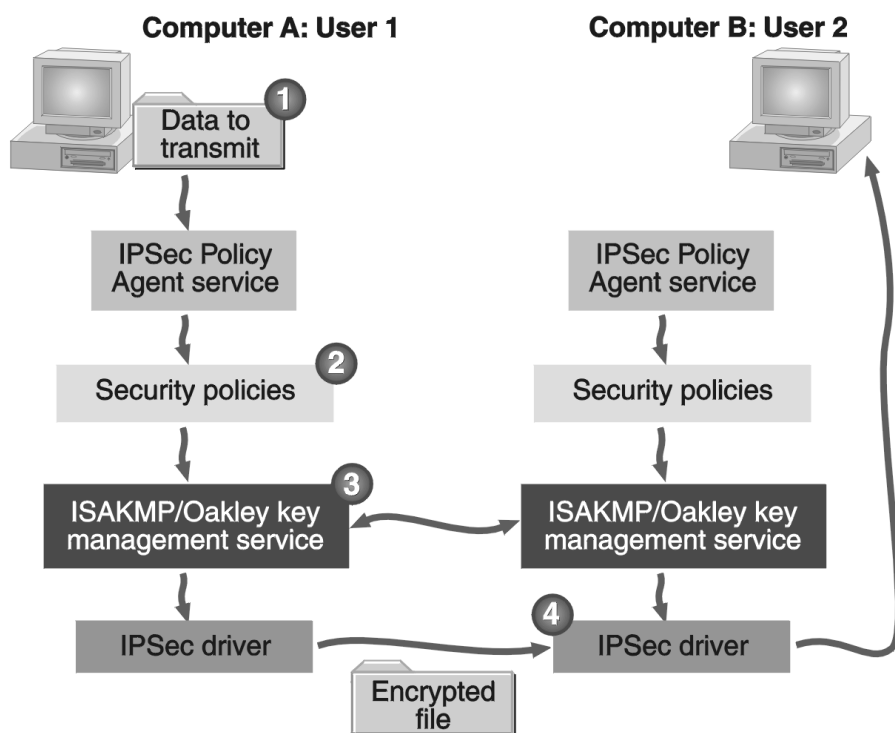 Computer A: User 1
Computer B: User 2
1
Data to
transmit
IPSec Policy
Agent service
IPSec Policy
Agent service
2
Security policies
Security policies
3
ISAKMP/Oakley key
management service
ISAKMP/Oakley key
management service
4
IPSec driver
IPSec driver
Encrypted
file